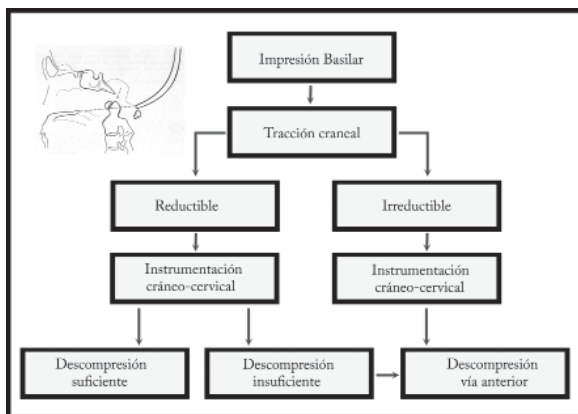 Impresión Basilar
Tracción craneal
Reductible
Irreductible
Instrumentación
cráneo-cervical
Instrumentación
cráneo-cervical
Descompresión
suficiente
Descompresión
insuficiente
Descompresión
vía anterior